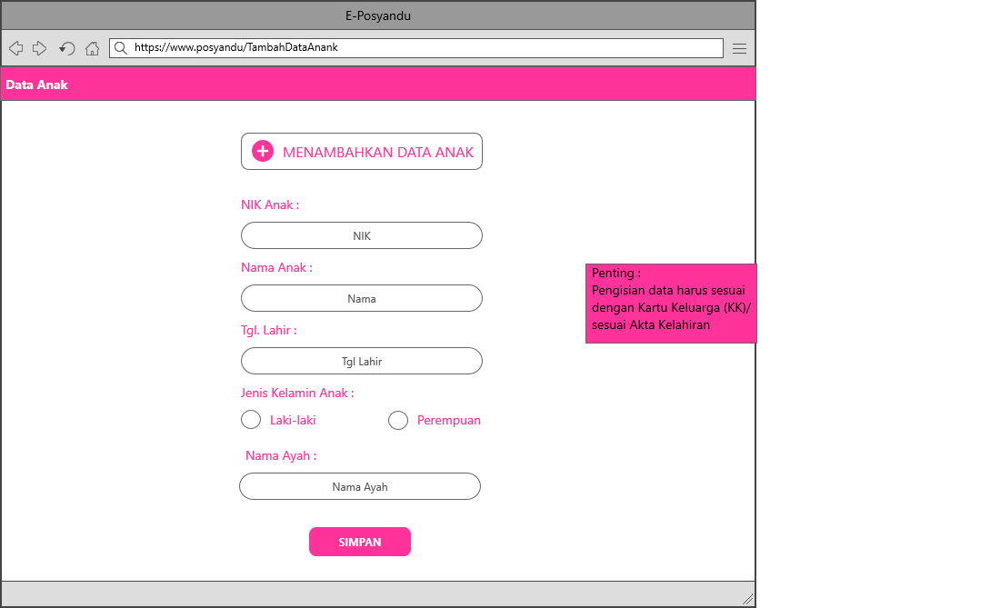 E-Posyandu
https://www.posyandu/TambahDataAnank
Data Anak
MENAMBAHKAN DATA ANAK
NIK Anak :
NIK
Nama Anak :
Nama
Tgl. Lahir :
Tgl Lahir
Jenis Kelamin Anak :
Laki-laki Perempuan
Nama Ayah :
Nama Ayah
SIMPAN
Penting :
Pengisian data harus sesuai
dengan Kartu Keluarga (KK)/
sesuai Akta Kelahiran